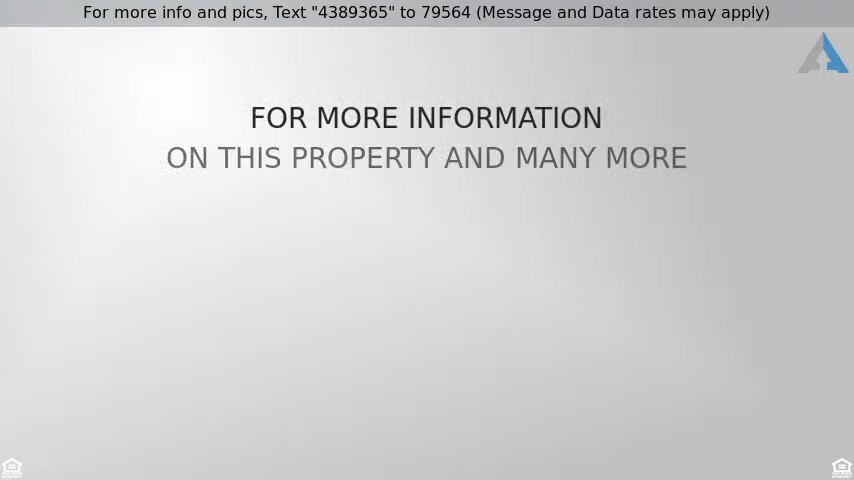 For more info and pics, Text "4389365" to 79564 (Message and Data rates may apply)
FOR MORE INFORMATION
ON THIS PROPERTY AND MANY MORE